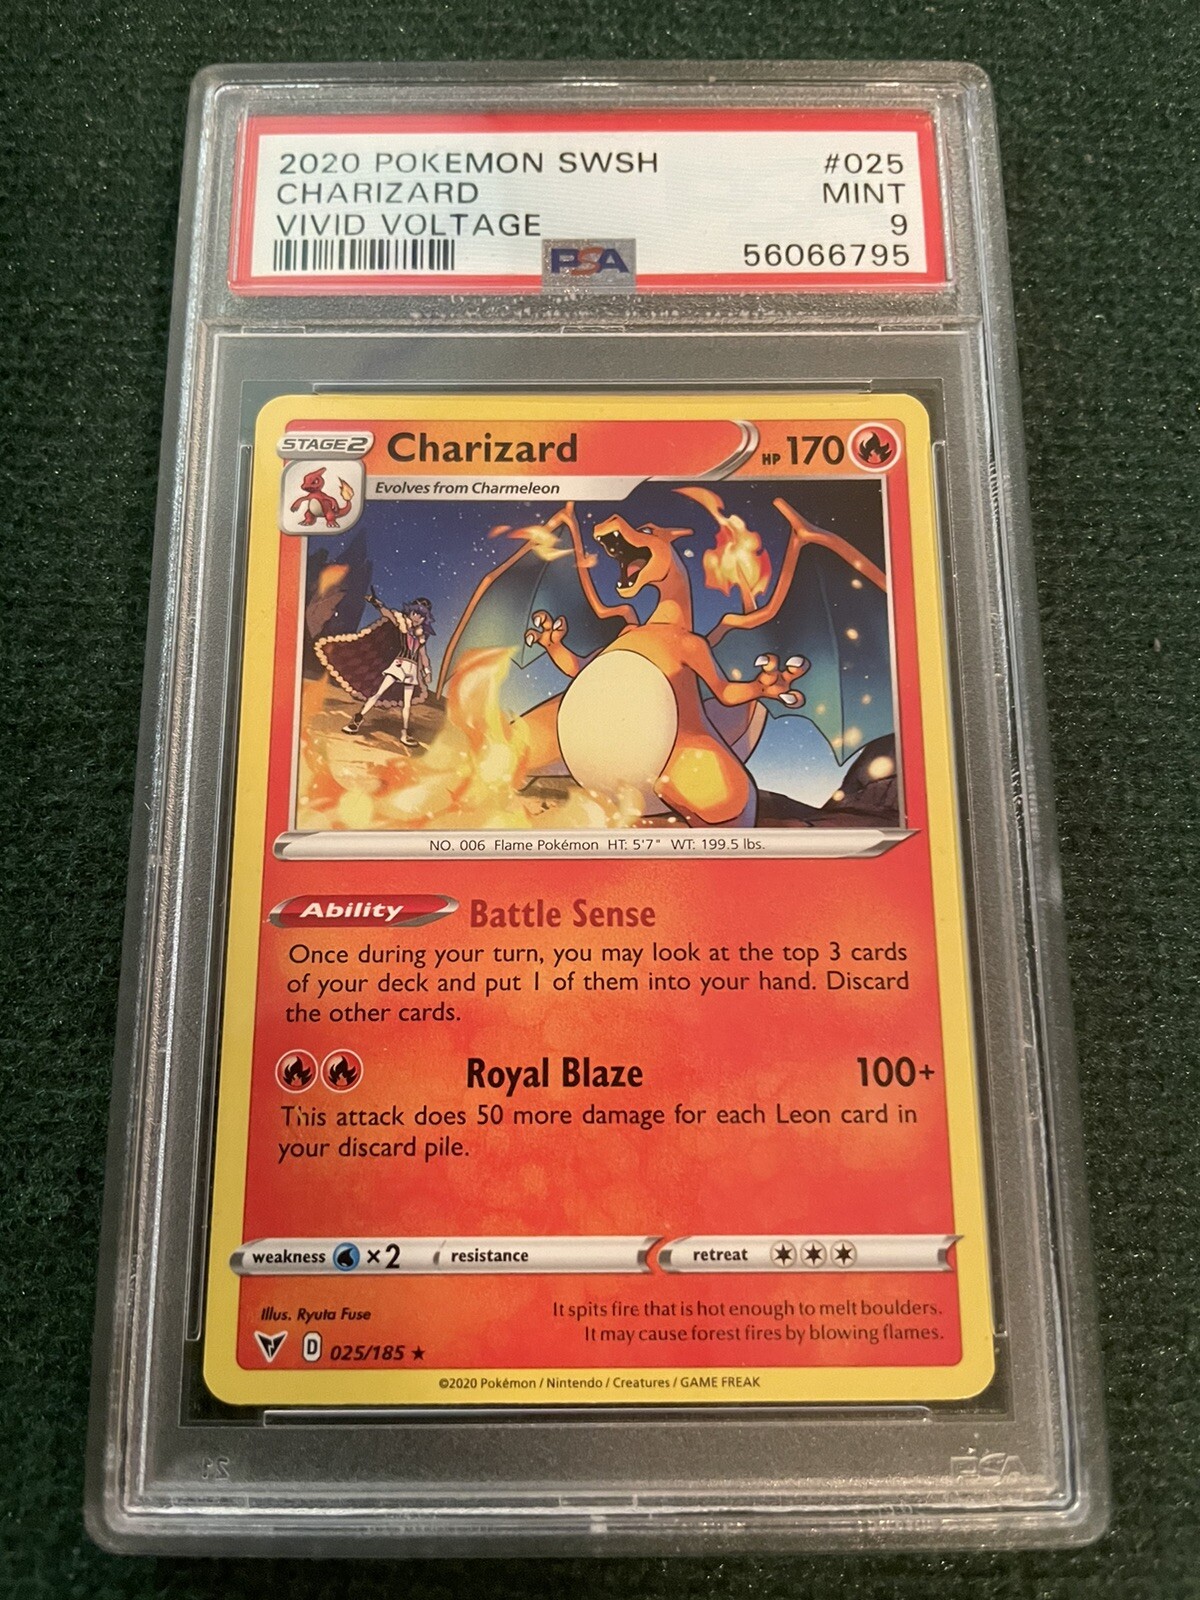 2020 POKEMON SWSH #025
CHARIZARD MINT
VIVID VOLTAGE 9
PSA 56066795
STAGE 2 Charizard HP 170
Evolves from Charmeleon
NO. 006 Flame Pokémon HT: 5'7" WT: 199.5 lbs.
Ability Battle Sense
Once during your turn, you may look at the top 3 cards
of your deck and put 1 of them into your hand. Discard
the other cards.
Royal Blaze 100+
This attack does 50 more damage for each Leon card in
your discard pile.
weakness ×2 resistance retreat
Illus. Ryuta Fuse
It spits fire that is hot enough to melt boulders.
It may cause forest fires by blowing flames.
D 025/185 ★
©2020 Pokémon / Nintendo / Creatures / GAME FREAK